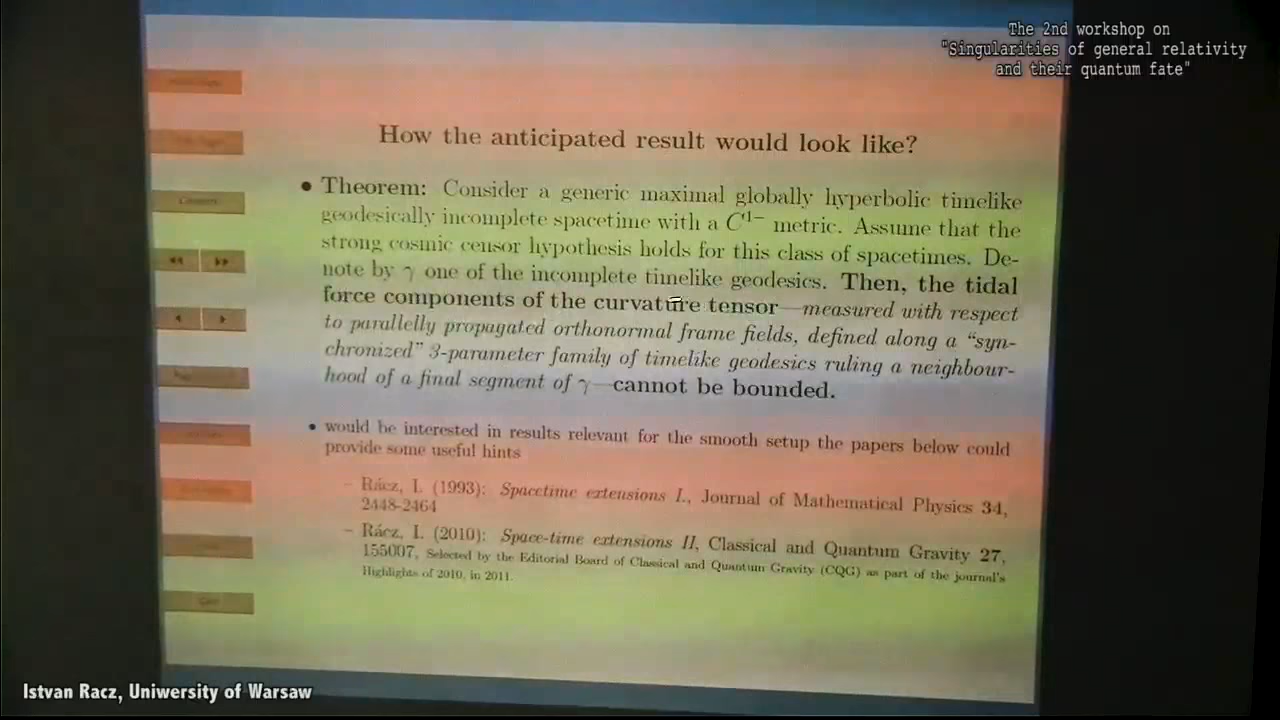 The 2nd workshop on
"Singularities of general relativity
and their quantum fate"
How the anticipated result would look like?
• Theorem: Consider a generic maximal globally hyperbolic timelike
geodesically incomplete spacetime with a C¹⁻ metric. Assume that the
strong cosmic censor hypothesis holds for this class of spacetimes. De-
note by γ one of the incomplete timelike geodesics. Then, the tidal
force components of the curvature tensor—measured with respect
to parallelly propagated orthonormal frame fields, defined along a “syn-
chronized” 3-parameter family of timelike geodesics ruling a neighbour-
hood of a final segment of γ—cannot be bounded.
• would be interested in results relevant for the smooth setup the papers below could
provide some useful hints
– Rácz, I. (1993): Spacetime extensions I., Journal of Mathematical Physics 34,
2448-2464
– Rácz, I. (2010): Space-time extensions II, Classical and Quantum Gravity 27,
155007, Selected by the Editorial Board of Classical and Quantum Gravity (CQG) as part of the journal's
Highlights of 2010, in 2011.
Istvan Racz, Uniwersity of Warsaw